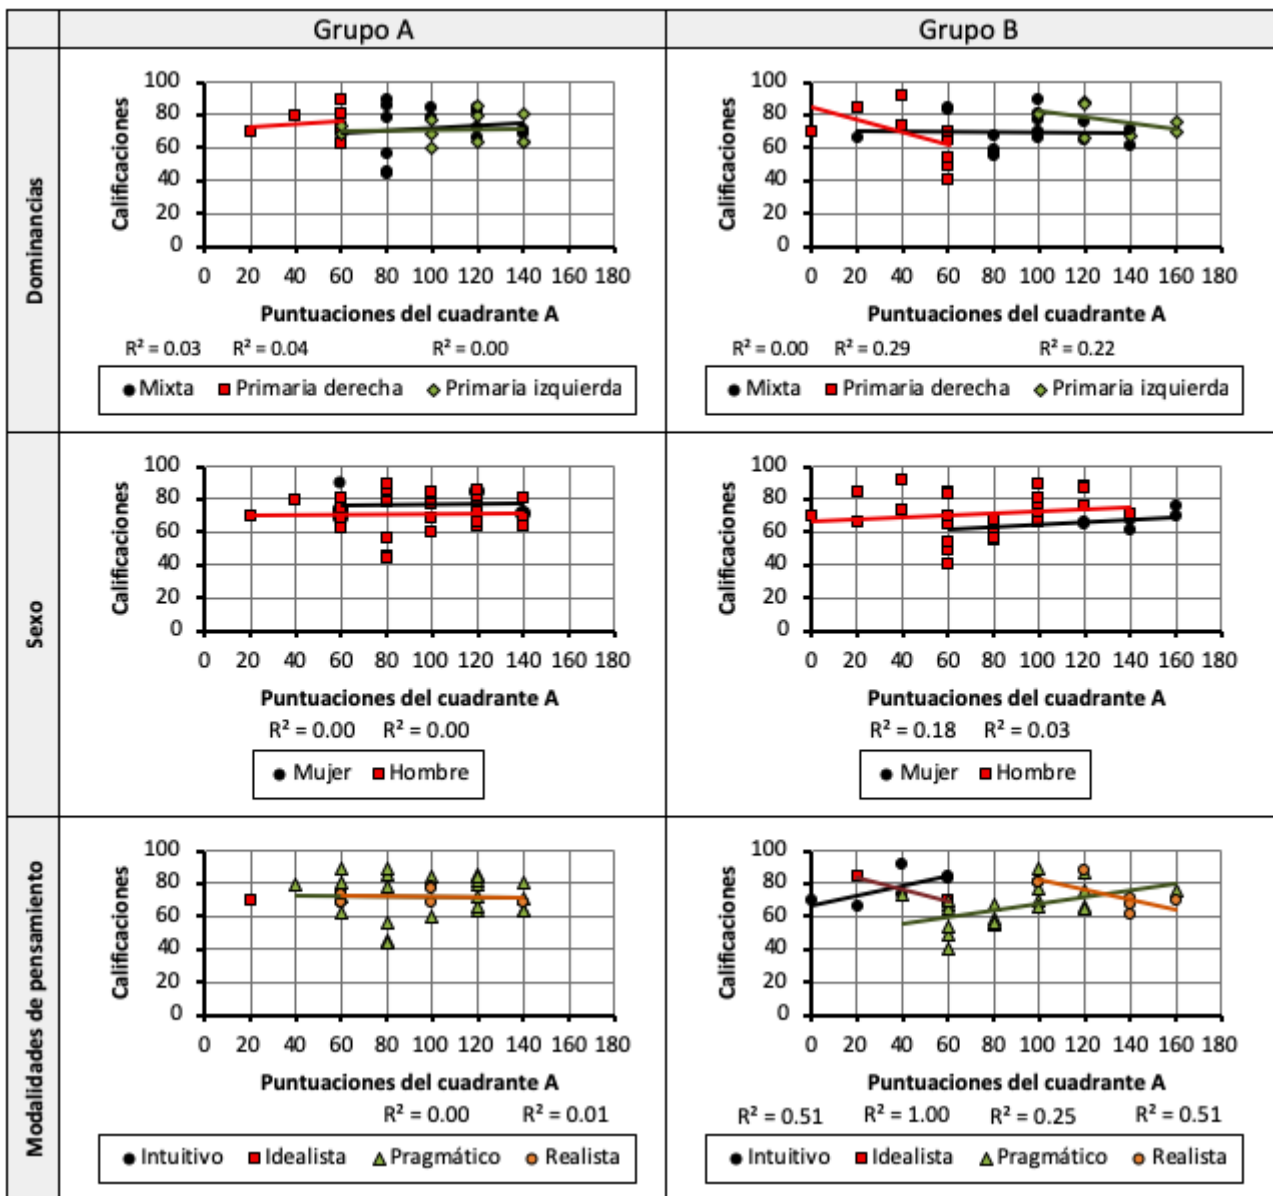 Grupo A
Grupo B
Dominancias
Calificaciones
100
80
60
40
20
0
0 20 40 60 80 100 120 140 160 180
Puntuaciones del cuadrante A
R² = 0.03 R² = 0.04 R² = 0.00
Mixta Primaria derecha Primaria izquierda
Calificaciones
100
80
60
40
20
0
0 20 40 60 80 100 120 140 160 180
Puntuaciones del cuadrante A
R² = 0.00 R² = 0.29 R² = 0.22
Mixta Primaria derecha Primaria izquierda
Sexo
Calificaciones
100
80
60
40
20
0
0 20 40 60 80 100 120 140 160 180
Puntuaciones del cuadrante A
R² = 0.00 R² = 0.00
Mujer Hombre
Calificaciones
100
80
60
40
20
0
0 20 40 60 80 100 120 140 160 180
Puntuaciones del cuadrante A
R² = 0.18 R² = 0.03
Mujer Hombre
Modalidades de pensamiento
Calificaciones
100
80
60
40
20
0
0 20 40 60 80 100 120 140 160 180
Puntuaciones del cuadrante A
R² = 0.00 R² = 0.01
Intuitivo Idealista Pragmático Realista
Calificaciones
100
80
60
40
20
0
0 20 40 60 80 100 120 140 160 180
Puntuaciones del cuadrante A
R² = 0.51 R² = 1.00 R² = 0.25 R² = 0.51
Intuitivo Idealista Pragmático Realista